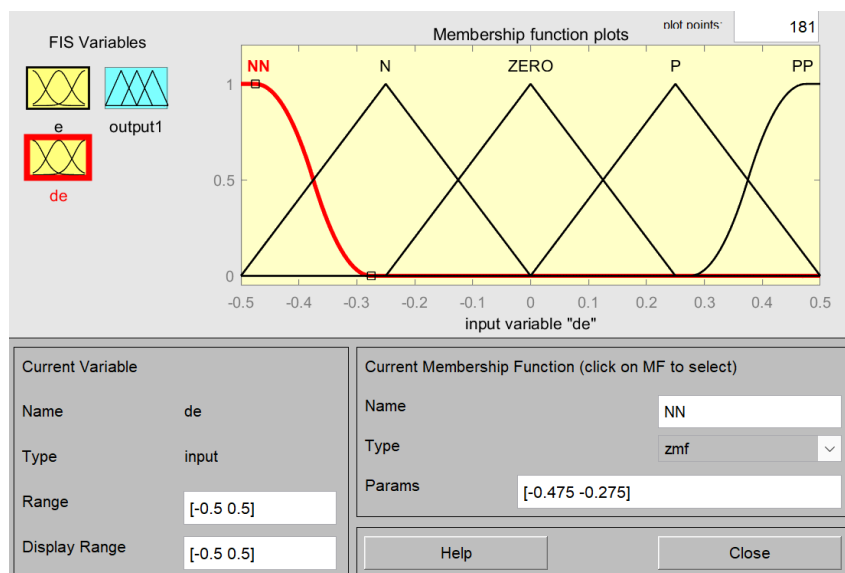 FIS Variables
e
output1
de
Membership function plots
plot points:
181
NN
N
ZERO
P
PP
1
0.5
0
-0.5
-0.4
-0.3
-0.2
-0.1
0
0.1
0.2
0.3
0.4
0.5
input variable "de"
Current Variable
Name
de
Type
input
Range
[-0.5 0.5]
Display Range
[-0.5 0.5]
Current Membership Function (click on MF to select)
Name
NN
Type
zmf
Params
[-0.475 -0.275]
Help
Close